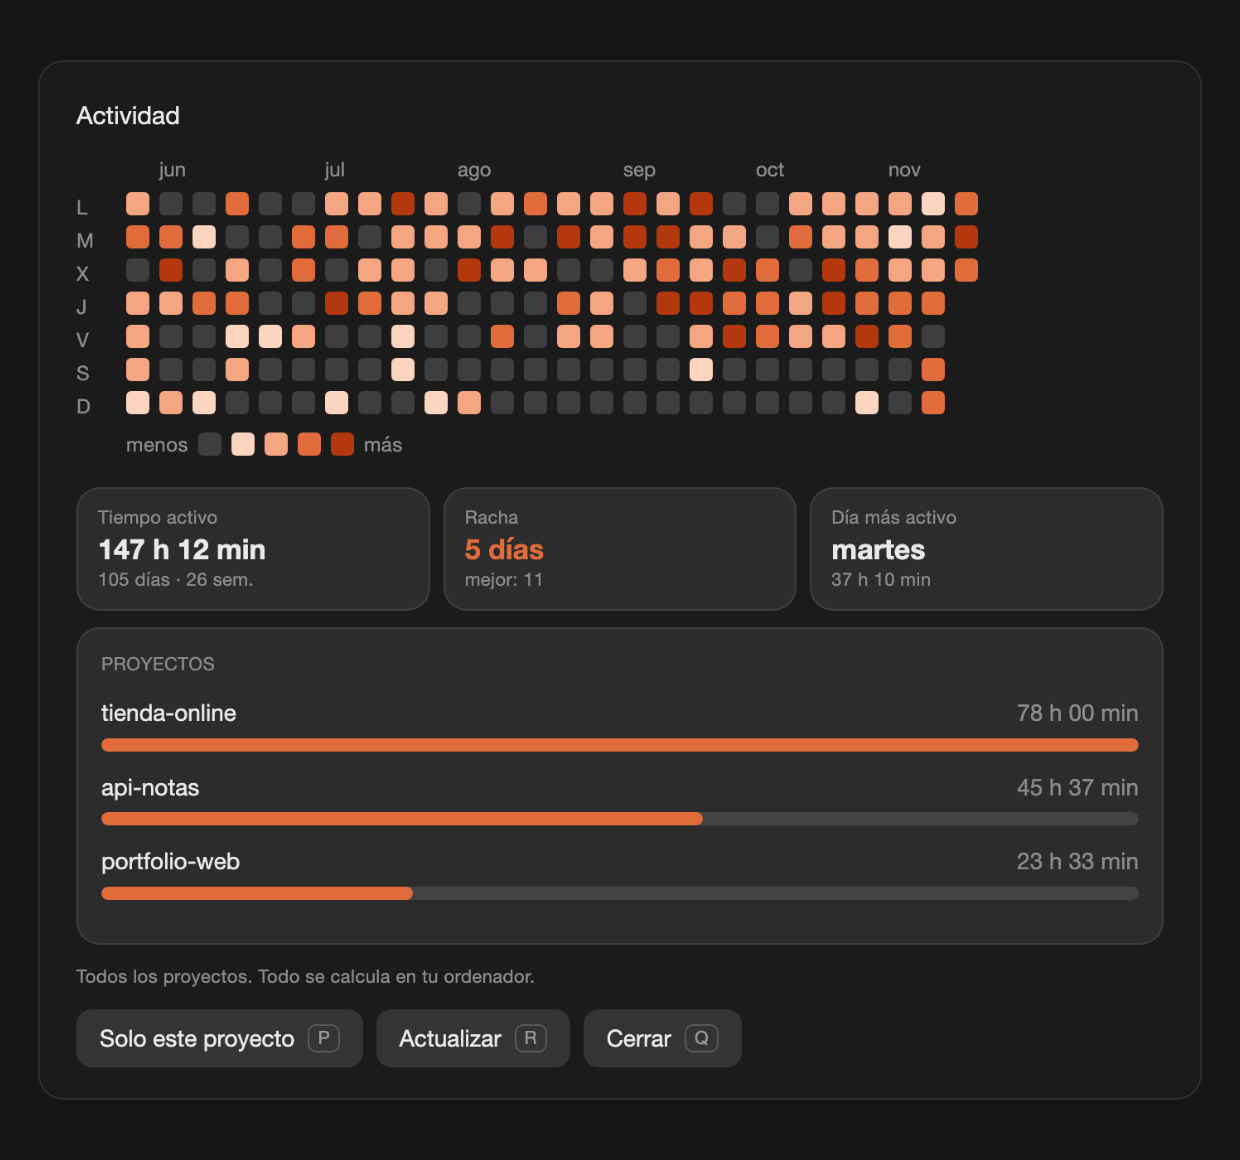 Actividad
jun jul ago sep oct nov
L
M
X
J
V
S
D
menos más
Tiempo activo
147 h 12 min
105 días · 26 sem.
Racha
5 días
mejor: 11
Día más activo
martes
37 h 10 min
PROYECTOS
tienda-online 78 h 00 min
api-notas 45 h 37 min
portfolio-web 23 h 33 min
Todos los proyectos. Todo se calcula en tu ordenador.
Solo este proyecto P Actualizar R Cerrar Q